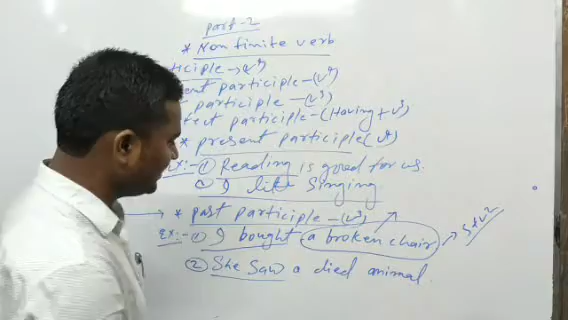 part-2
* Non finite verb
ticiple → v⁴
ent participle - (v⁴)
participle - (v³)
fect participle - (Having + v³)
* present participle (v⁴)
Ex:- ① Reading is good for us.
② I like Singing
→ * past participle - (v³)
Ex:- ① I bought a broken chair → S+V2
② She Saw a died animal.